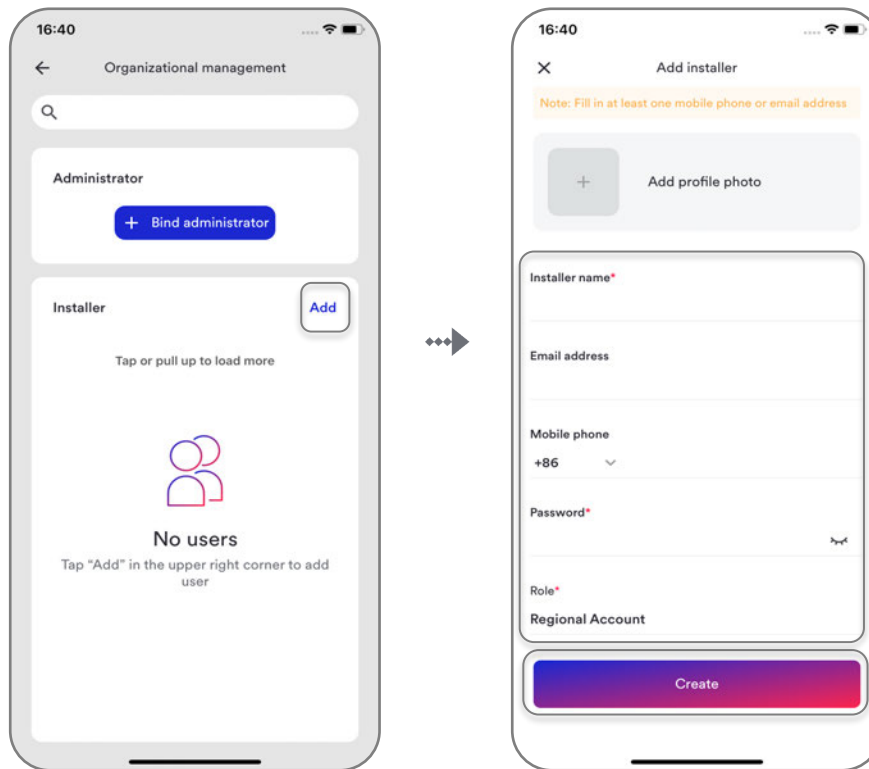 16:40
Organizational management
Administrator
+ Bind administrator
Installer
Add
Tap or pull up to load more
No users
Tap “Add” in the upper right corner to add
user
16:40
Add installer
Note: Fill in at least one mobile phone or email address
+
Add profile photo
Installer name*
Email address
Mobile phone
+86
Password*
Role*
Regional Account
Create